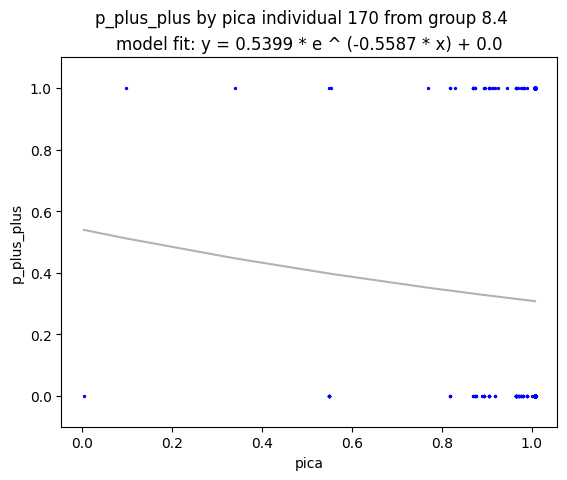 p_plus_plus by pica individual 170 from group 8.4
model fit: y = 0.5399 * e ^ (-0.5587 * x) + 0.0
1.0
0.8
0.6
0.4
0.2
0.0
p_plus_plus
0.0 0.2 0.4 0.6 0.8 1.0
pica